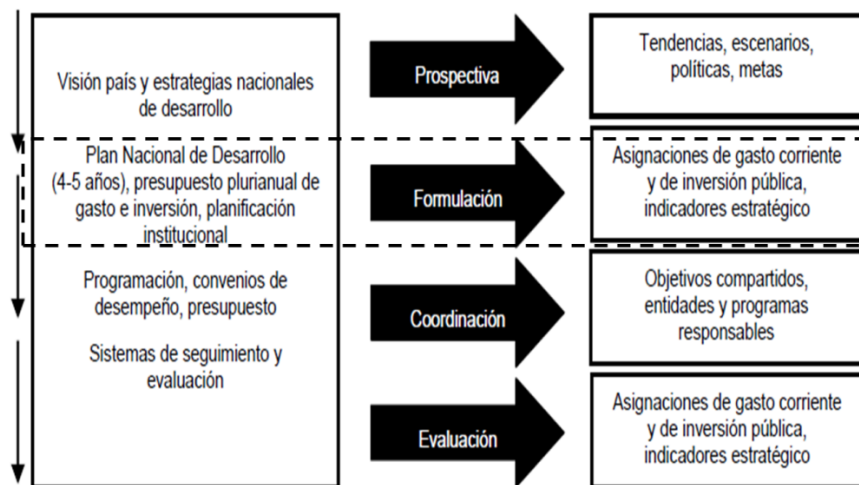 Visión país y estrategias nacionales
de desarrollo
Prospectiva
Tendencias, escenarios,
políticas, metas
Plan Nacional de Desarrollo
(4-5 años), presupuesto plurianual de
gasto e inversión, planificación
institucional
Formulación
Asignaciones de gasto corriente
y de inversión pública,
indicadores estratégico
Programación, convenios de
desempeño, presupuesto
Coordinación
Objetivos compartidos,
entidades y programas
responsables
Sistemas de seguimiento y
evaluación
Evaluación
Asignaciones de gasto corriente
y de inversión pública,
indicadores estratégico